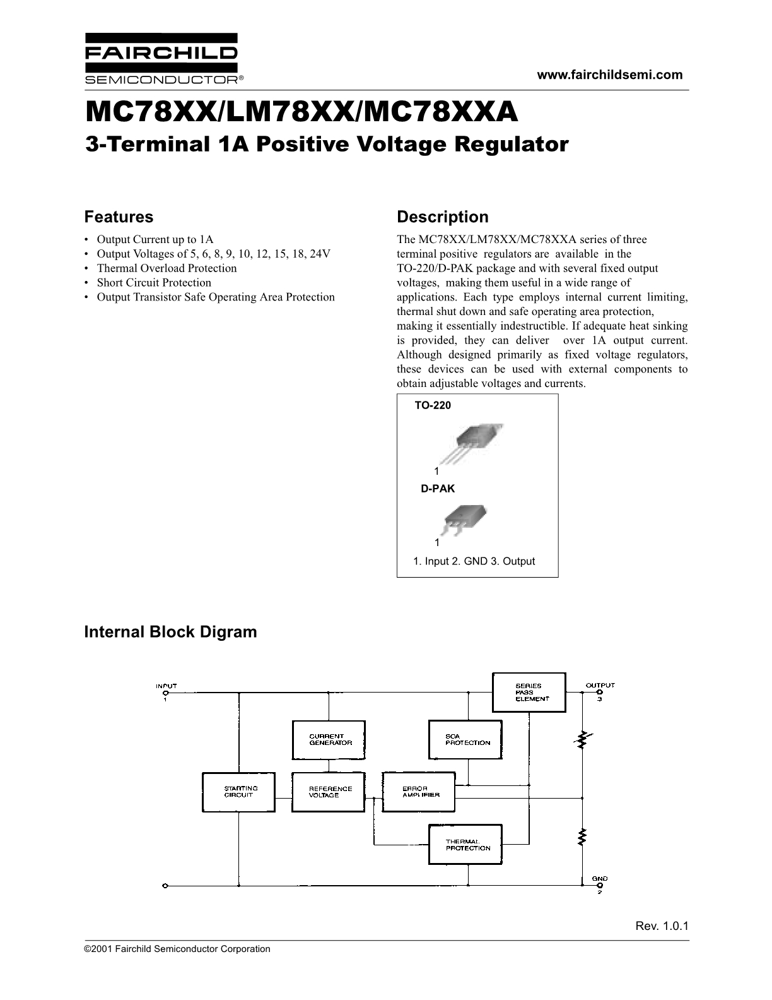 FAIRCHILD
SEMICONDUCTOR®
www.fairchildsemi.com
MC78XX/LM78XX/MC78XXA
3-Terminal 1A Positive Voltage Regulator
Features
• Output Current up to 1A
• Output Voltages of 5, 6, 8, 9, 10, 12, 15, 18, 24V
• Thermal Overload Protection
• Short Circuit Protection
• Output Transistor Safe Operating Area Protection
Description
The MC78XX/LM78XX/MC78XXA series of three
terminal positive regulators are available in the
TO-220/D-PAK package and with several fixed output
voltages, making them useful in a wide range of
applications. Each type employs internal current limiting,
thermal shut down and safe operating area protection,
making it essentially indestructible. If adequate heat sinking
is provided, they can deliver over 1A output current.
Although designed primarily as fixed voltage regulators,
these devices can be used with external components to
obtain adjustable voltages and currents.
TO-220
1
D-PAK
1
1. Input 2. GND 3. Output
Internal Block Digram
INPUT
1
SERIES
PASS
ELEMENT
OUTPUT
3
CURRENT
GENERATOR
SOA
PROTECTION
STARTING
CIRCUIT
REFERENCE
VOLTAGE
ERROR
AMPLIFIER
THERMAL
PROTECTION
GND
2
Rev. 1.0.1
©2001 Fairchild Semiconductor Corporation